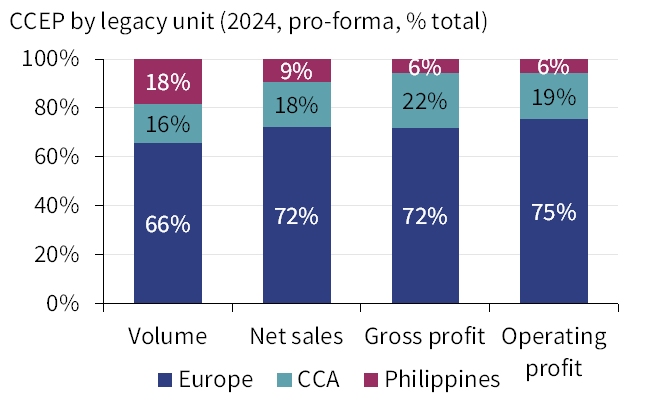 CCEP by legacy unit (2024, pro-forma, % total)
100%
80%
60%
40%
20%
0%
18%
16%
66%
9%
18%
72%
6%
22%
72%
6%
19%
75%
Volume
Net sales
Gross profit
Operating
profit
Europe
CCA
Philippines